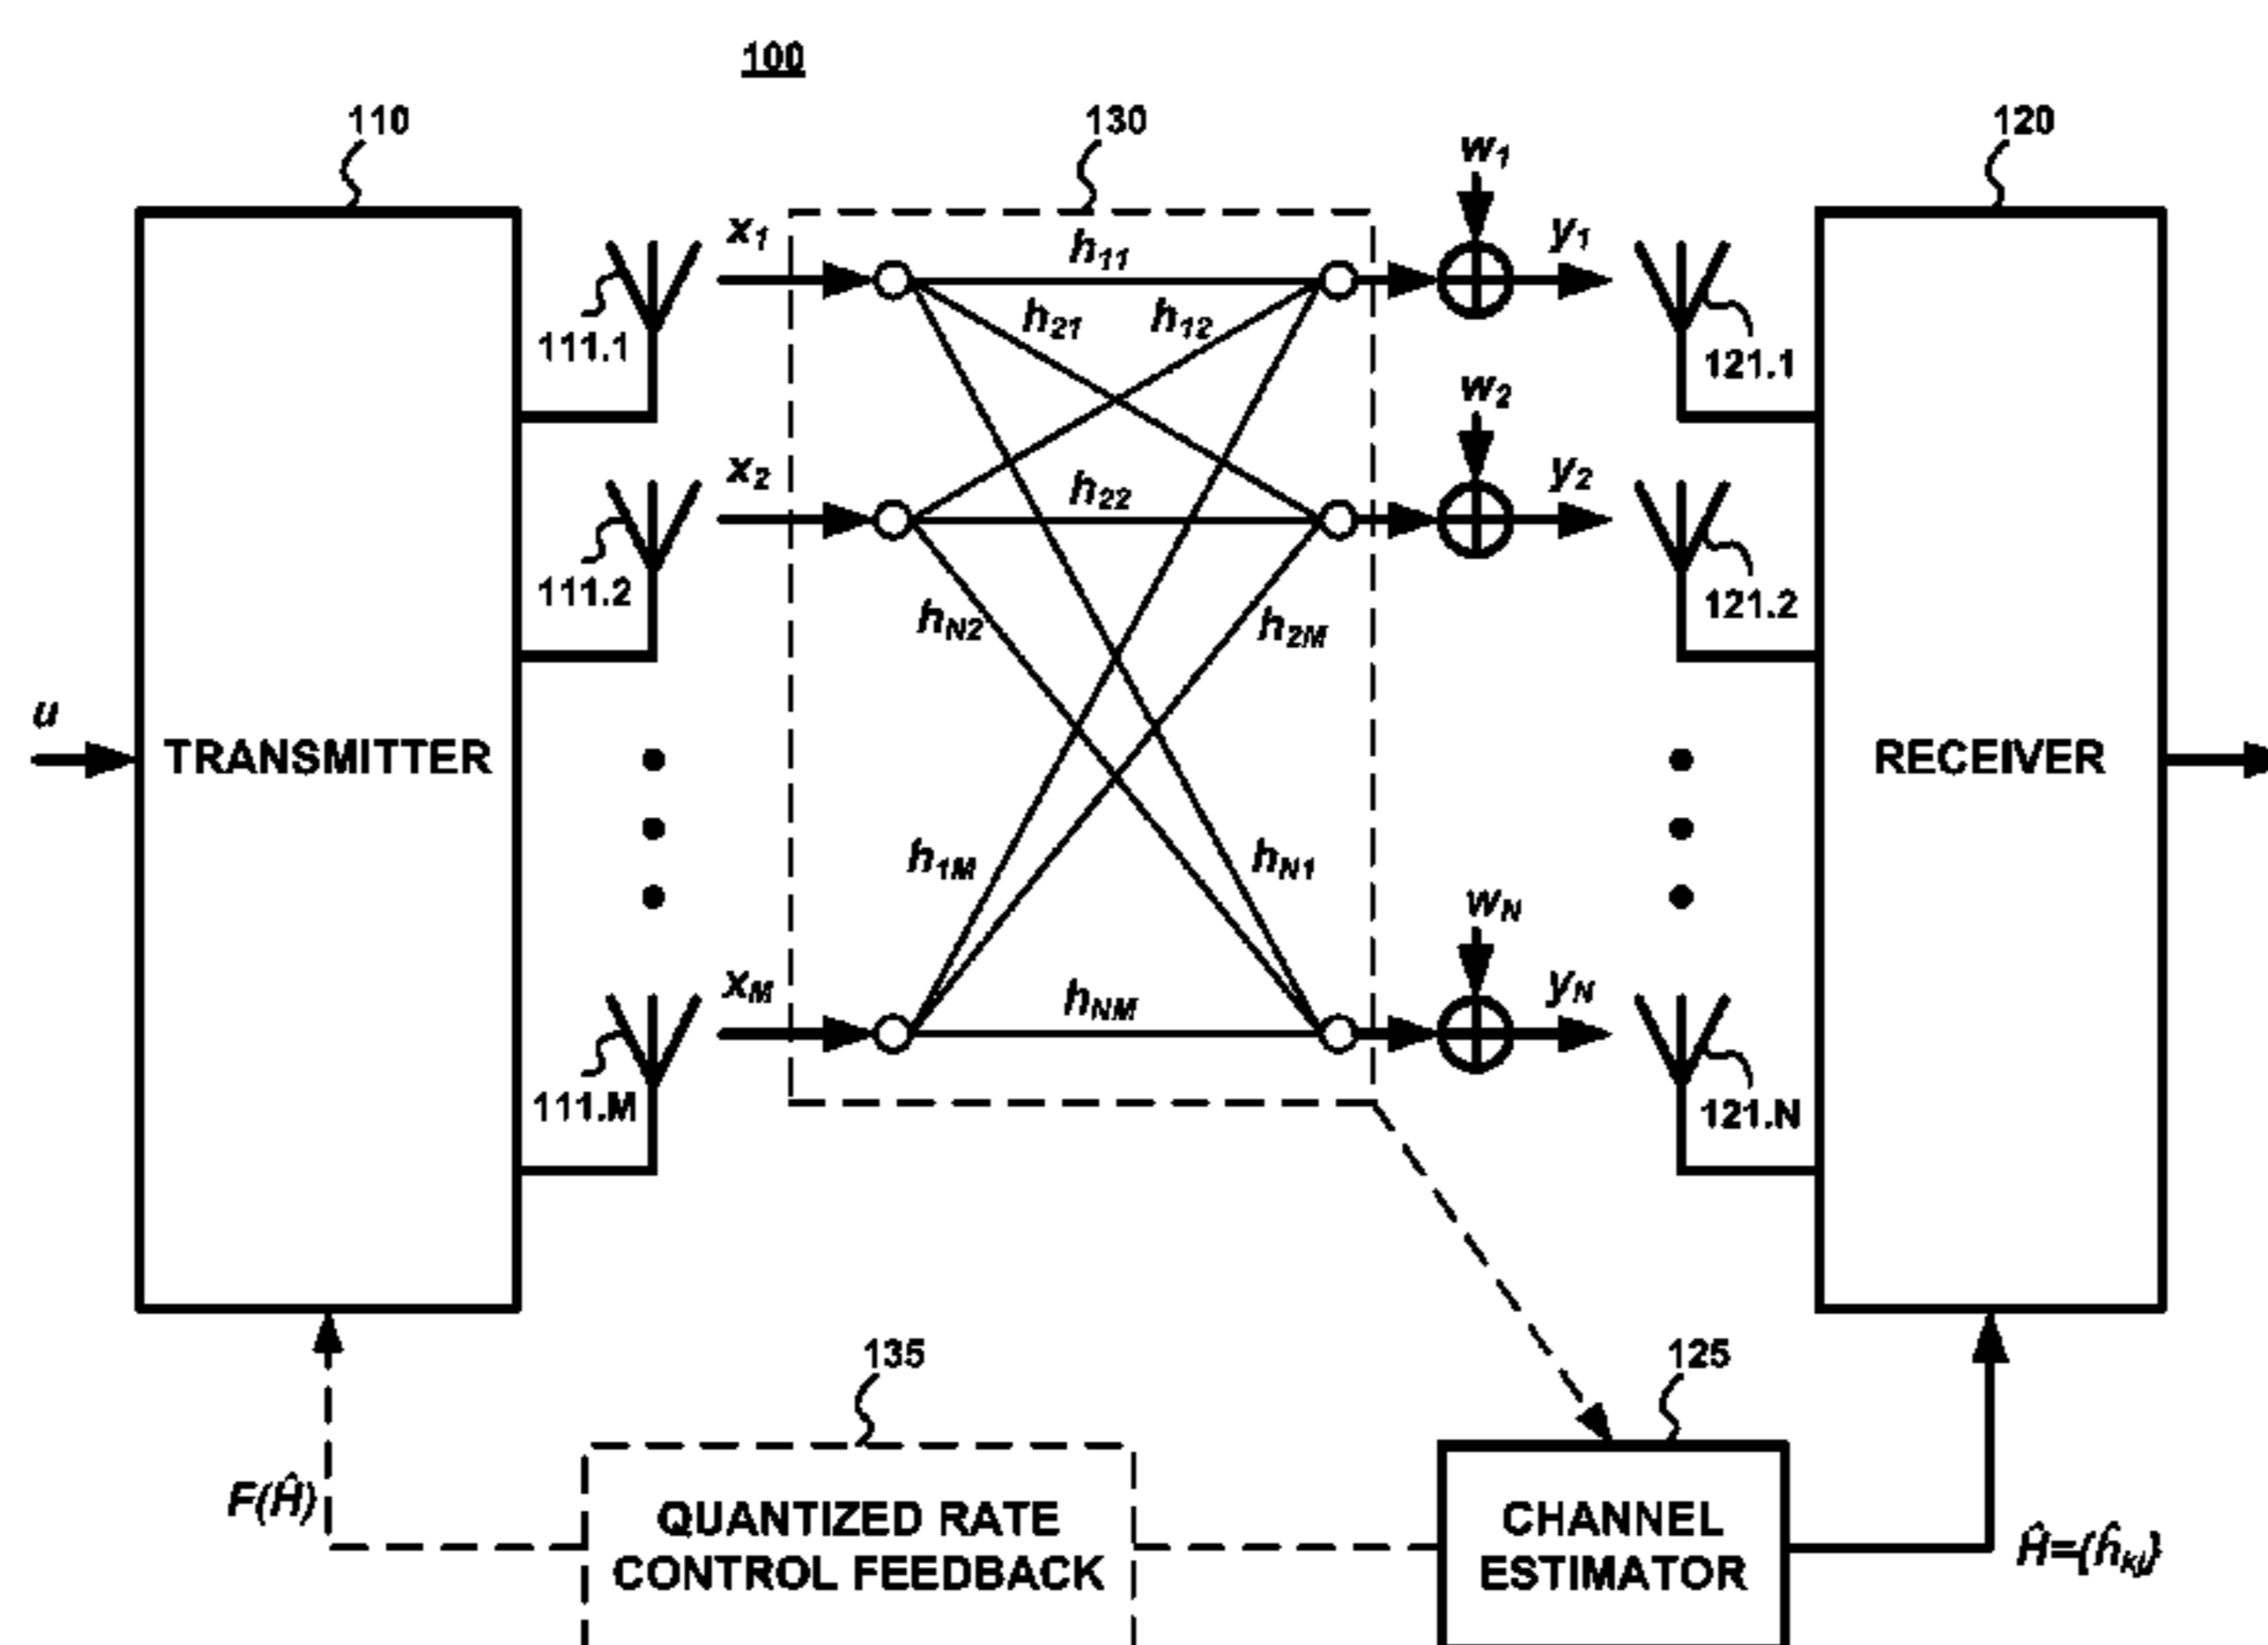 100
110
130
120
w1
x1
h11
y1
111.1
h21
h12
121.1
w2
x2
h22
y2
111.2
hN2
h2M
121.2
u
TRANSMITTER
RECEIVER
h1M
hN1
wN
xM
hNM
yN
111.M
121.N
135
125
F(Ĥ)
QUANTIZED RATE
CONTROL FEEDBACK
CHANNEL
ESTIMATOR
Ĥ={ĥkj}